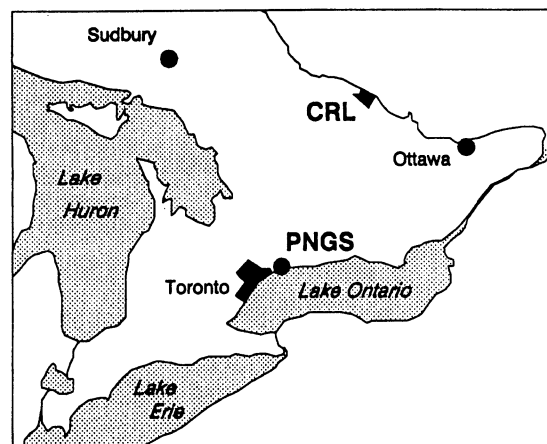 Sudbury
CRL
Ottawa
Lake
Huron
PNGS
Toronto
Lake Ontario
Lake
Erie